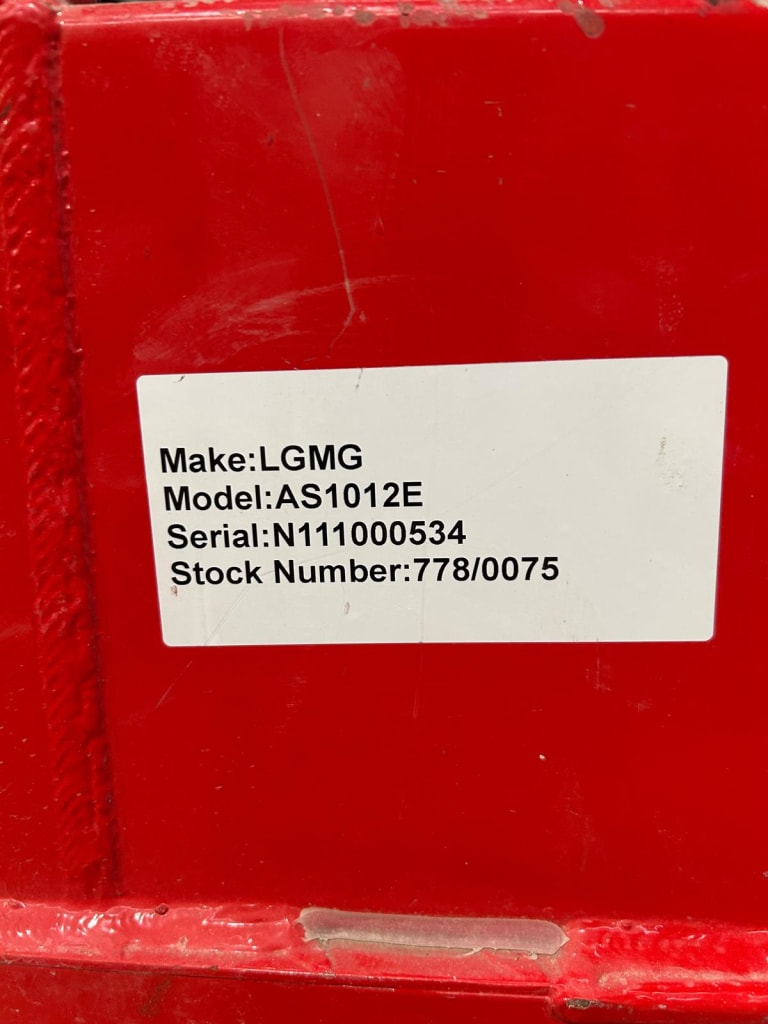 Make:LGMG
Model:AS1012E
Serial:N111000534
Stock Number:778/0075